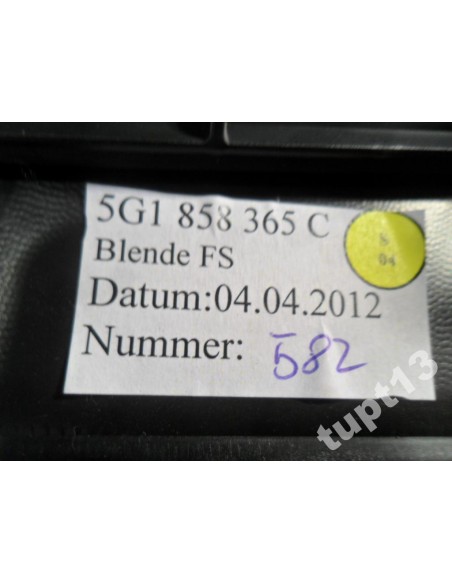 5G1 858 365 C
Blende FS
Datum:04.04.2012
Nummer: 582
8
04
tupt13